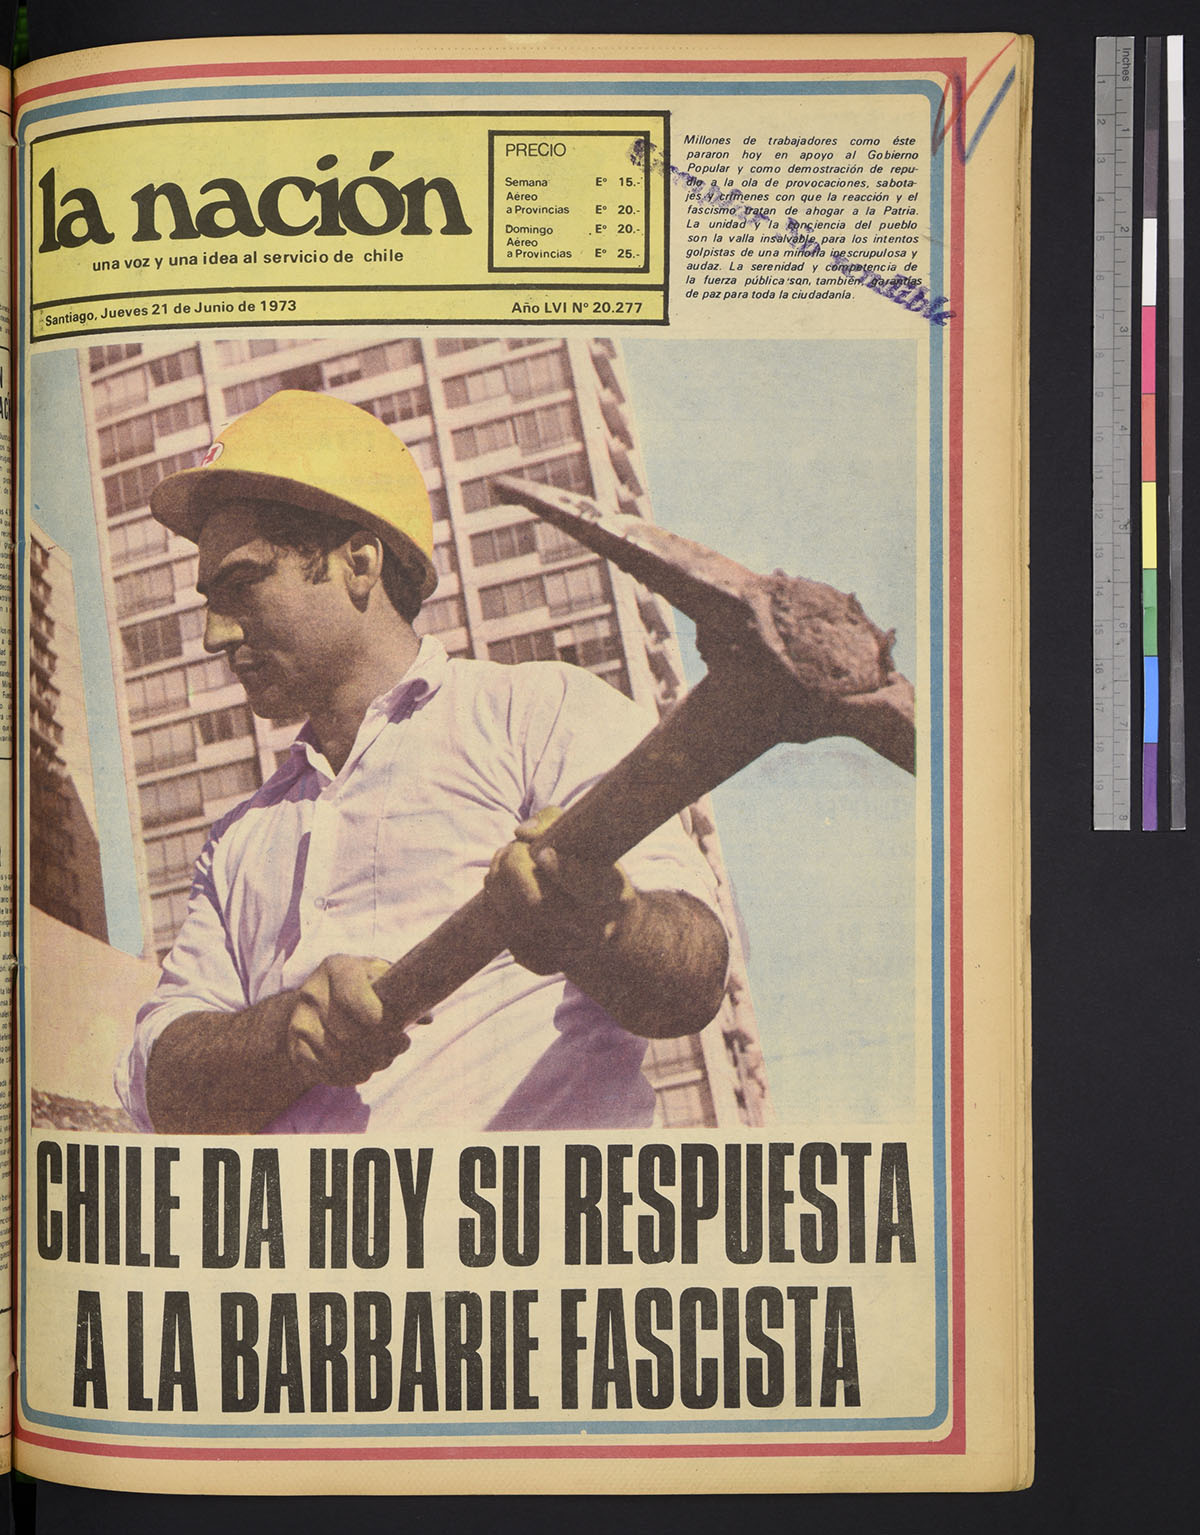 la nación
una voz y una idea al servicio de chile
PRECIO
Semana Eº 15.-
Aéreo
a Provincias Eº 20.-
Domingo Eº 20.-
Aéreo
a Provincias Eº 25.-
Santiago, Jueves 21 de Junio de 1973
Año LVI Nº 20.277
Millones de trabajadores como éste
pararon hoy en apoyo al Gobierno
Popular y como demostración de repu-
dio a la ola de provocaciones, sabota-
jes y crímenes con que la reacción y el
fascismo tratan de ahogar a la Patria.
La unidad y la conciencia del pueblo
son la valla insalvable para los intentos
golpistas de una minoría inescrupulosa y
audaz. La serenidad y competencia de
la fuerza pública son, también, garantías
de paz para toda la ciudadanía.
CHILE DA HOY SU RESPUESTA
A LA BARBARIE FASCISTA
Inches